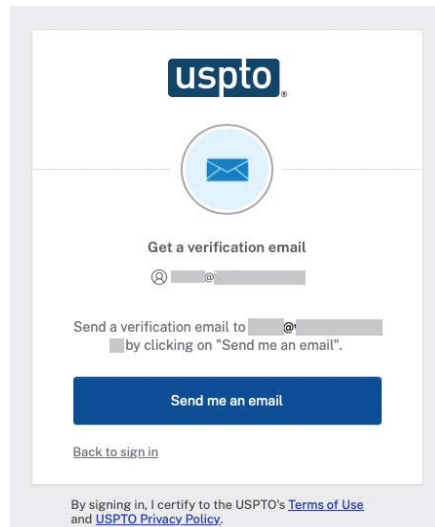 uspto®
Get a verification email
@
Send a verification email to @
by clicking on "Send me an email".
Send me an email
Back to sign in
By signing in, I certify to the USPTO's Terms of Use
and USPTO Privacy Policy.